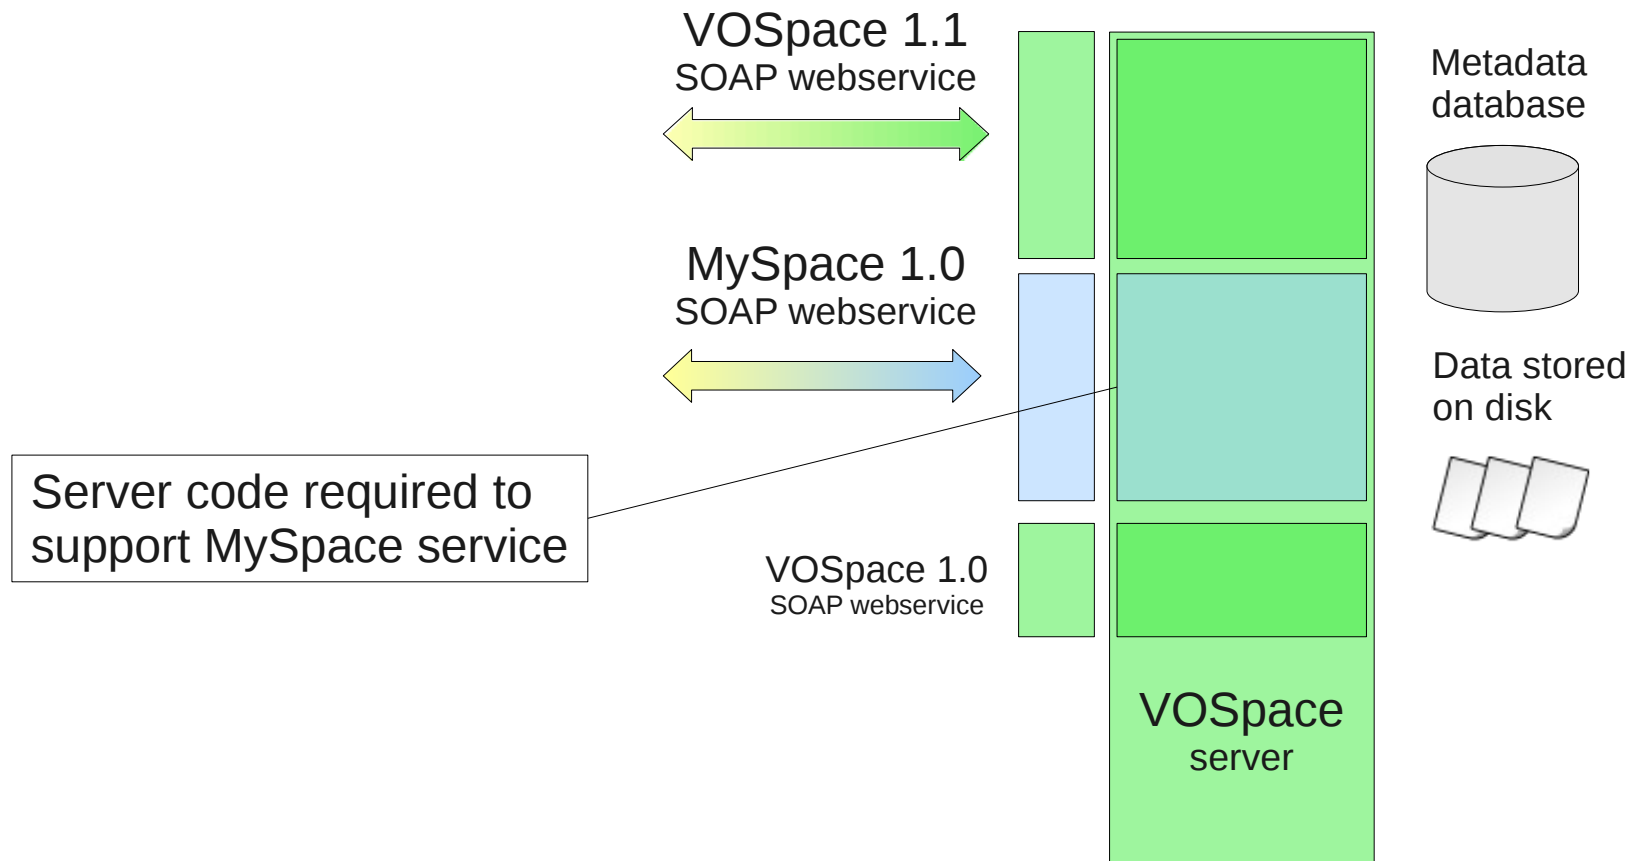 VOSpace 1.1
SOAP webservice
Metadata
database
MySpace 1.0
SOAP webservice
Data stored
on disk
Server code required to
support MySpace service
VOSpace 1.0
SOAP webservice
VOSpace
server